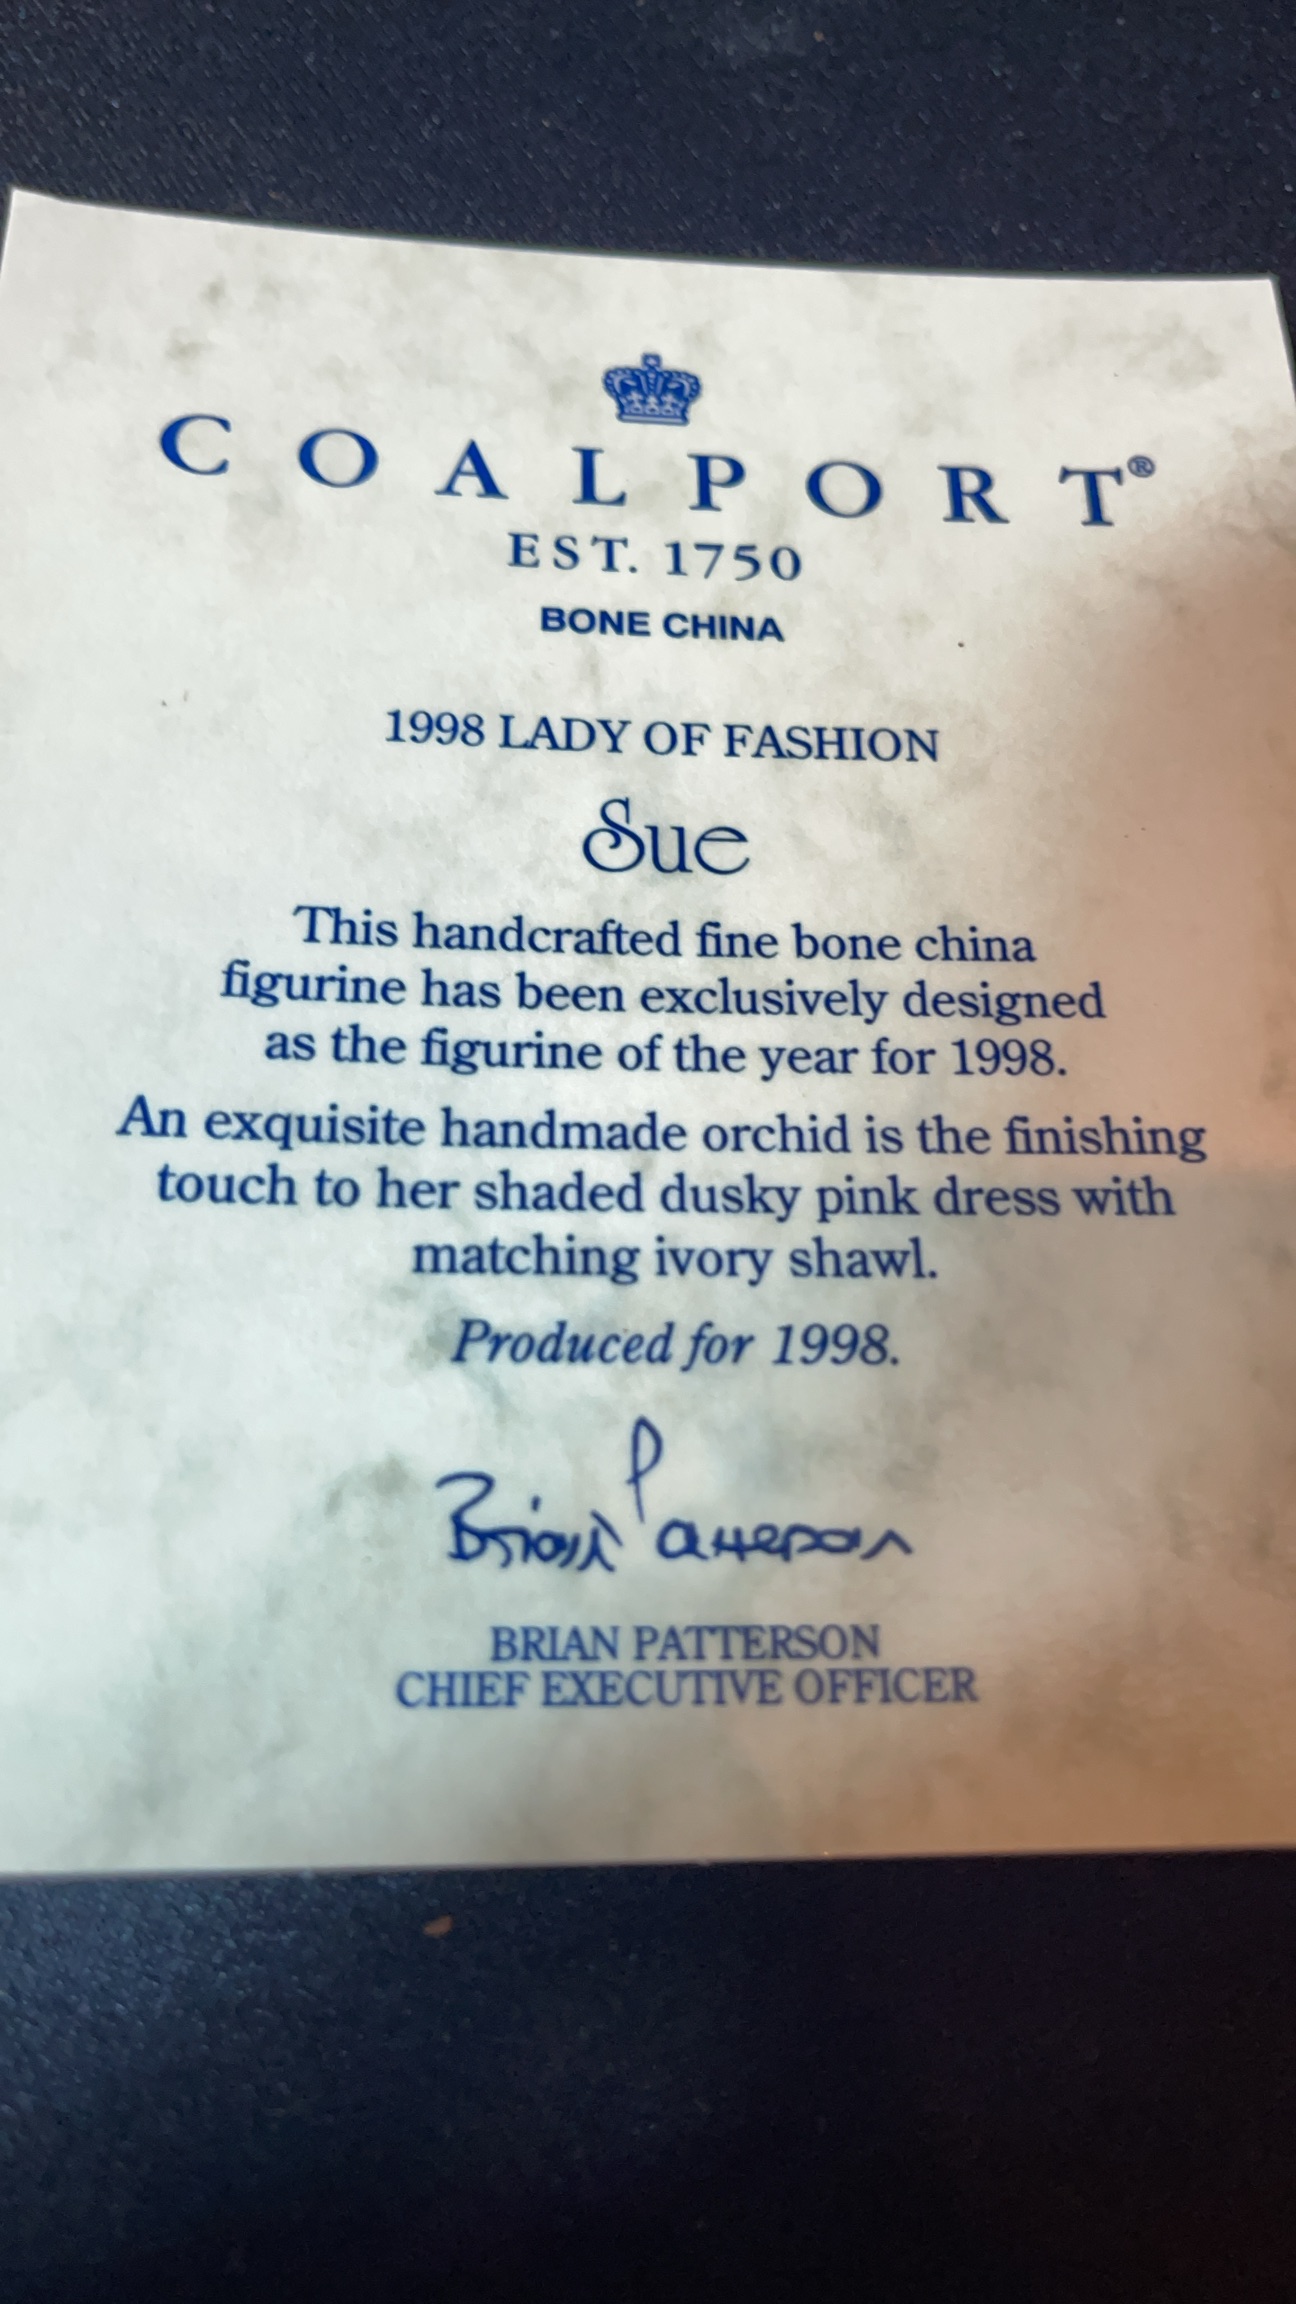 COALPORT®
EST. 1750
BONE CHINA
1998 LADY OF FASHION
Sue
This handcrafted fine bone china
figurine has been exclusively designed
as the figurine of the year for 1998.
An exquisite handmade orchid is the finishing
touch to her shaded dusky pink dress with
matching ivory shawl.
Produced for 1998.
Brian Patterson
BRIAN PATTERSON
CHIEF EXECUTIVE OFFICER